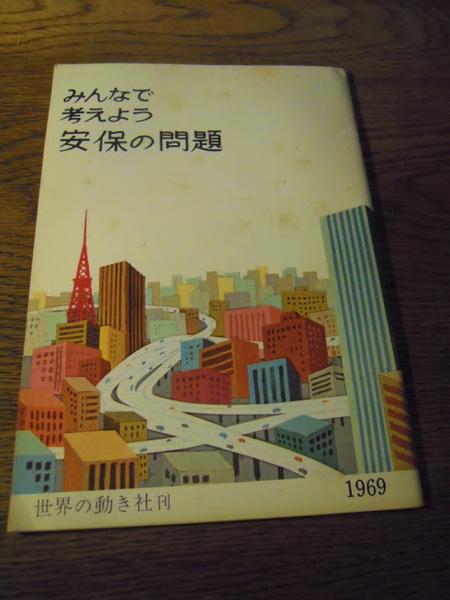 みんなで
考えよう
安保の問題
世界の動き社刊
1969